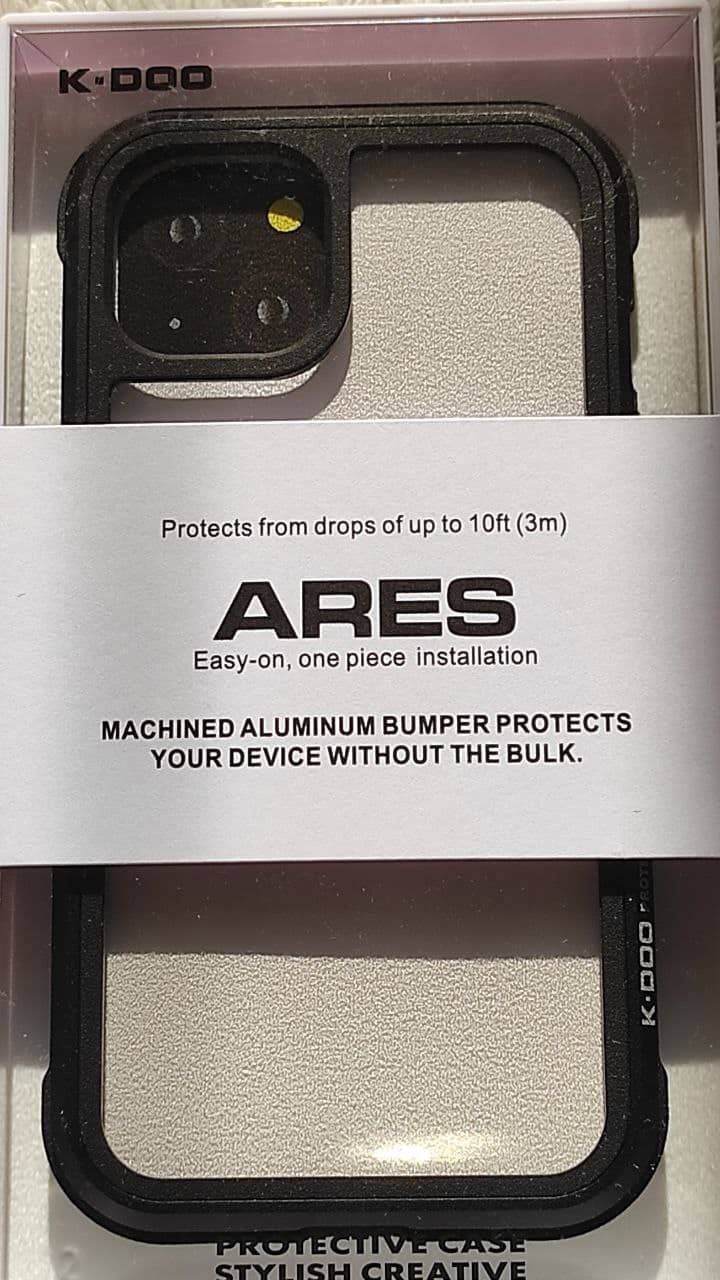 K·DOO
Protects from drops of up to 10ft (3m)
ARES
Easy-on, one piece installation
MACHINED ALUMINUM BUMPER PROTECTS
YOUR DEVICE WITHOUT THE BULK.
K·DOO
PROTECTIVE CASE
STYLISH CREATIVE